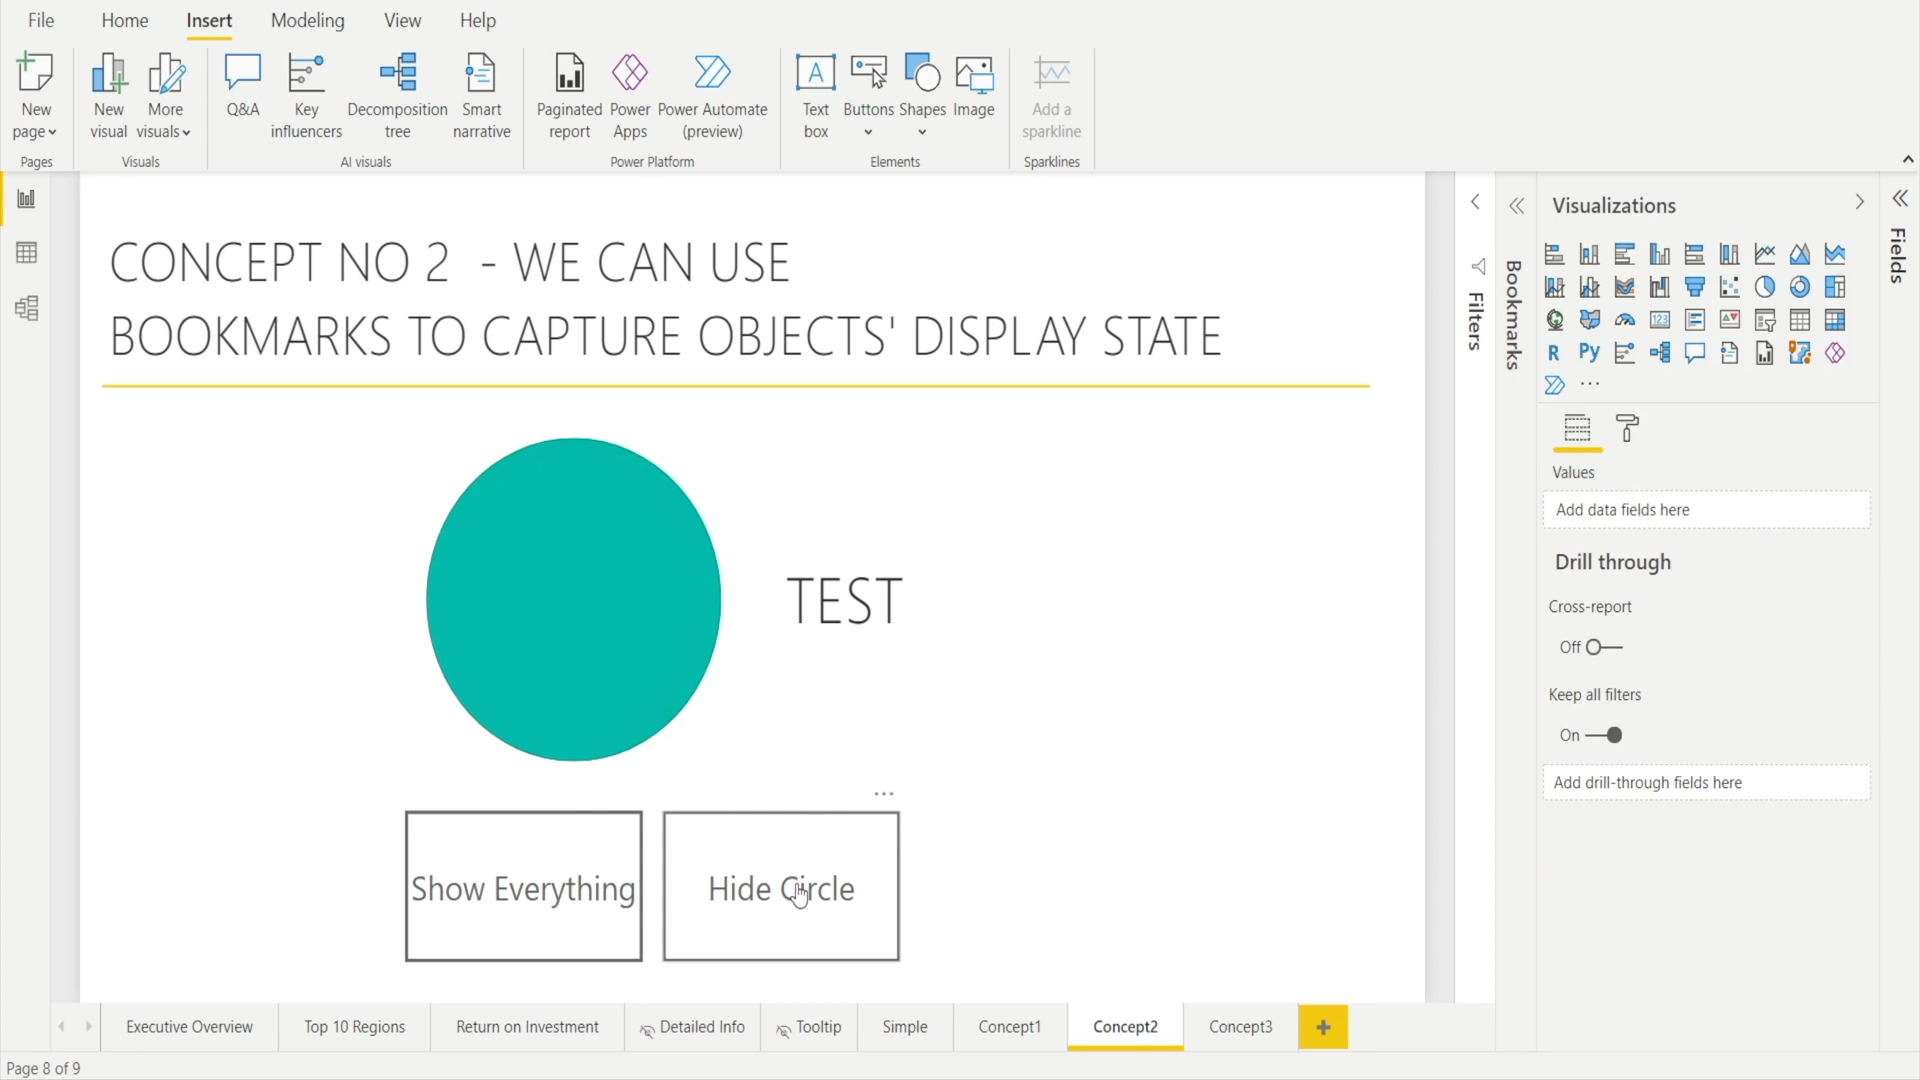 File Home Insert Modeling View Help
New page
Pages
New visual
More visuals
Visuals
Q&A
Key influencers
Decomposition tree
Smart narrative
AI visuals
Paginated report
Power Apps
Power Automate (preview)
Power Platform
Text box
Buttons
Shapes
Image
Elements
Add a sparkline
Sparklines
CONCEPT NO 2 - WE CAN USE
BOOKMARKS TO CAPTURE OBJECTS' DISPLAY STATE
TEST
Show Everything
Hide Circle
Filters
Bookmarks
Visualizations
123
R
Py
Values
Add data fields here
Drill through
Cross-report
Off
Keep all filters
On
Add drill-through fields here
Fields
Executive Overview
Top 10 Regions
Return on Investment
Detailed Info
Tooltip
Simple
Concept1
Concept2
Concept3
Page 8 of 9